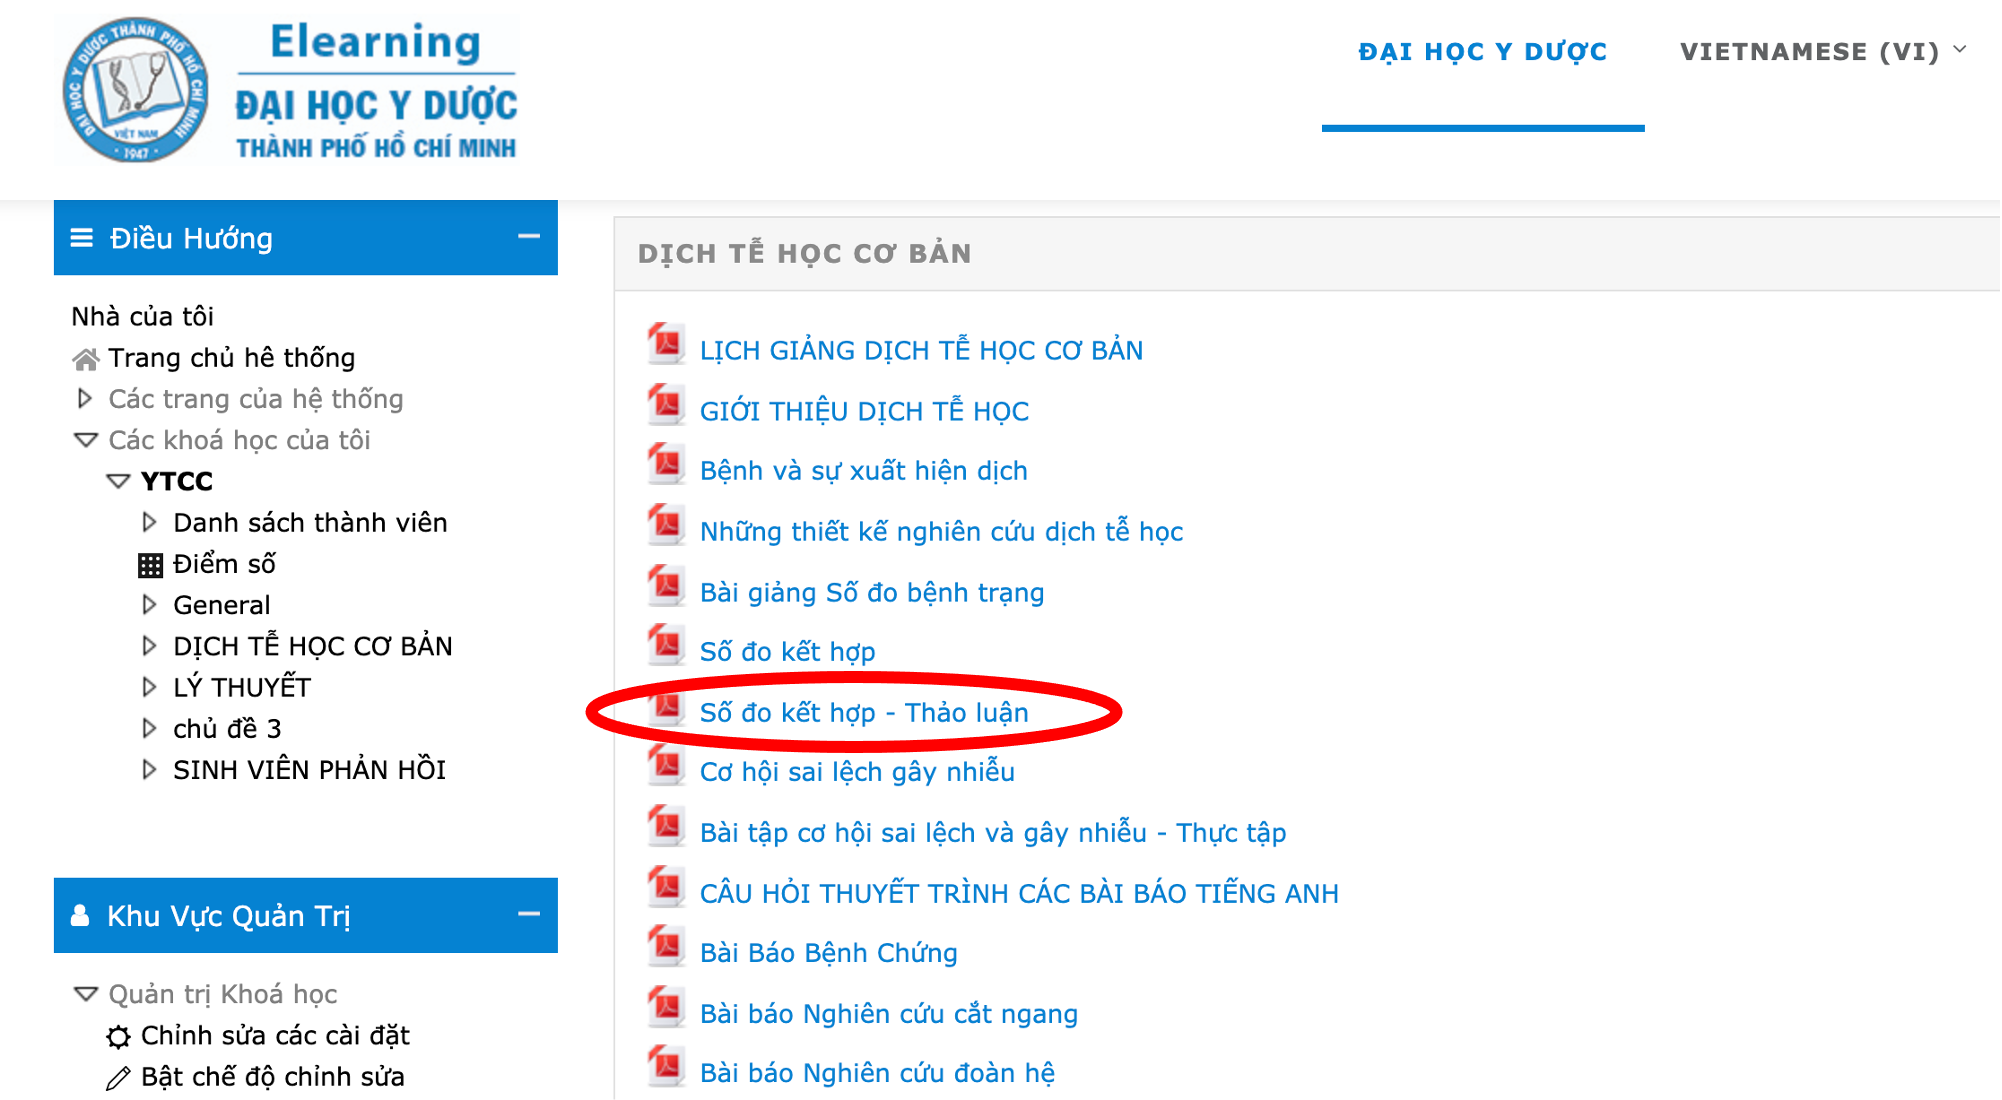 ĐẠI HỌC Y DƯỢC THÀNH PHỐ HỒ CHÍ MINH
VIỆT NAM
1947
Elearning
ĐẠI HỌC Y DƯỢC
THÀNH PHỐ HỒ CHÍ MINH
ĐẠI HỌC Y DƯỢC
VIETNAMESE (VI)
Điều Hướng
Nhà của tôi
Trang chủ hê thống
Các trang của hệ thống
Các khoá học của tôi
YTCC
Danh sách thành viên
Điểm số
General
DỊCH TỄ HỌC CƠ BẢN
LÝ THUYẾT
chủ đề 3
SINH VIÊN PHẢN HỒI
Khu Vực Quản Trị
Quản trị Khoá học
Chỉnh sửa các cài đặt
Bật chế độ chỉnh sửa
DỊCH TỄ HỌC CƠ BẢN
LỊCH GIẢNG DỊCH TỄ HỌC CƠ BẢN
GIỚI THIỆU DỊCH TỄ HỌC
Bệnh và sự xuất hiện dịch
Những thiết kế nghiên cứu dịch tễ học
Bài giảng Số đo bệnh trạng
Số đo kết hợp
Số đo kết hợp - Thảo luận
Cơ hội sai lệch gây nhiễu
Bài tập cơ hội sai lệch và gây nhiễu - Thực tập
CÂU HỎI THUYẾT TRÌNH CÁC BÀI BÁO TIẾNG ANH
Bài Báo Bệnh Chứng
Bài báo Nghiên cứu cắt ngang
Bài báo Nghiên cứu đoàn hệ